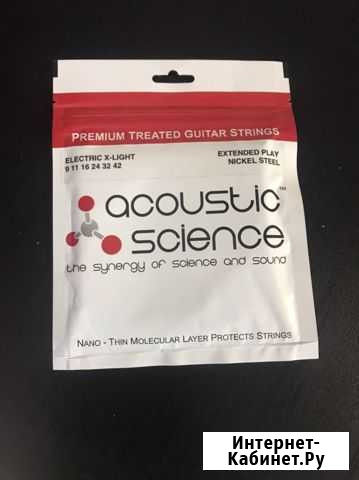 PREMIUM TREATED GUITAR STRINGS
ELECTRIC X-LIGHT
9 11 16 24 32 42
EXTENDED PLAY
NICKEL STEEL
acoustic™
science
the synergy of science and sound
NANO - THIN MOLECULAR LAYER PROTECTS STRINGS
Интернет-
Кабинет.Ру